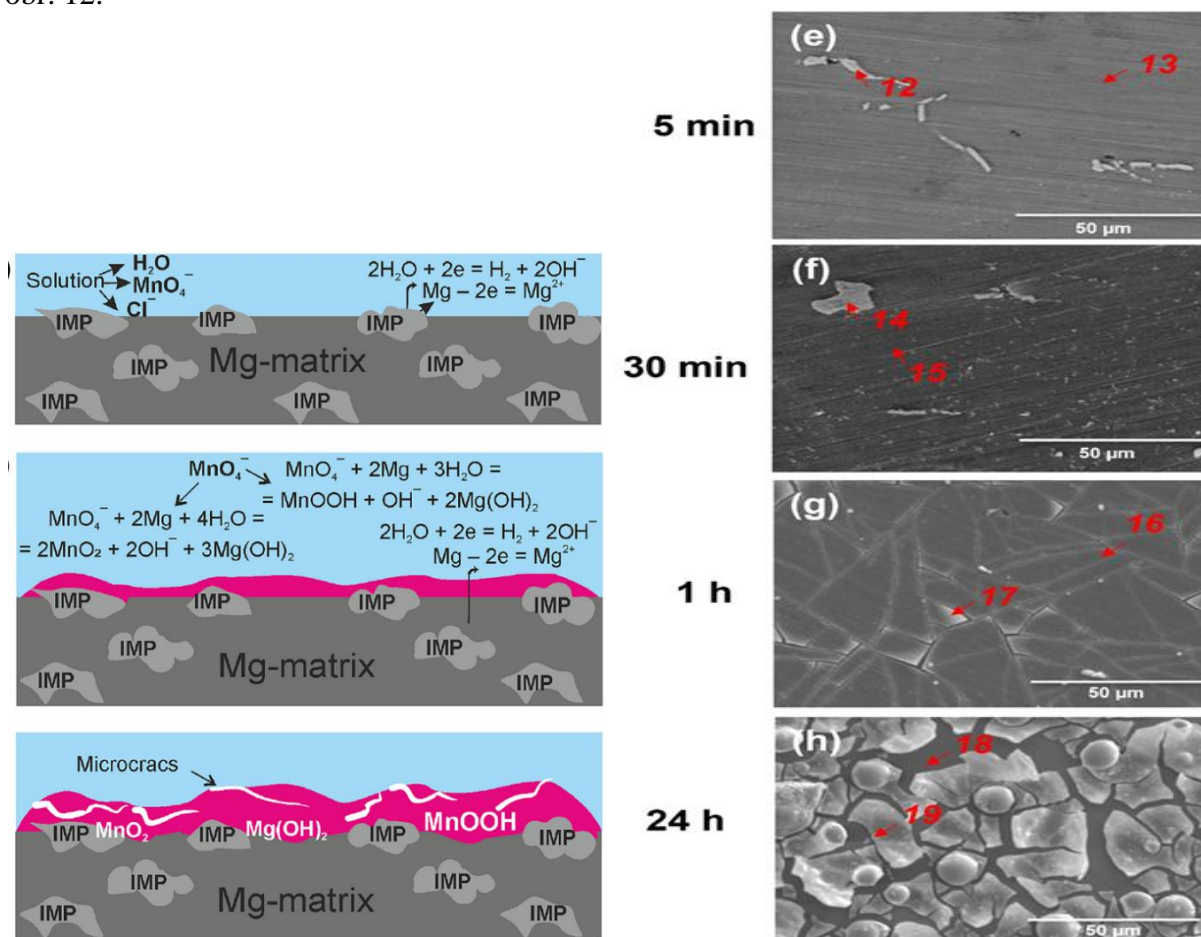 obr. 12.
Solution
H₂O
MnO₄⁻
Cl⁻
2H₂O + 2e = H₂ + 2OH⁻
Mg – 2e = Mg²⁺
IMP IMP IMP IMP
Mg-matrix
IMP IMP
IMP IMP IMP
MnO₄⁻
MnO₄⁻ + 2Mg + 3H₂O =
= MnOOH + OH⁻ + 2Mg(OH)₂
MnO₄⁻ + 2Mg + 4H₂O =
= 2MnO₂ + 2OH⁻ + 3Mg(OH)₂
2H₂O + 2e = H₂ + 2OH⁻
Mg – 2e = Mg²⁺
IMP IMP IMP IMP
IMP IMP
Mg-matrix
IMP IMP
Microcracs
MnO₂ Mg(OH)₂ MnOOH
IMP IMP IMP IMP
IMP IMP
Mg-matrix
IMP IMP
5 min
(e)
12
13
50 µm
30 min
(f)
14
15
50 µm
1 h
(g)
16
17
50 µm
24 h
(h)
18
19
50 µm